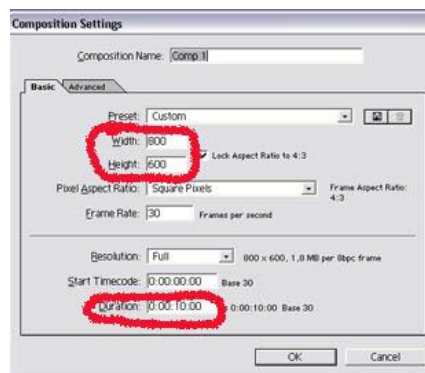 Composition Settings
Composition Name: Comp 1
Basic Advanced
Preset: Custom
Width: 800
Lock Aspect Ratio to 4:3
Height: 600
Pixel Aspect Ratio: Square Pixels Frame Aspect Ratio:
4:3
Frame Rate: 30 Frames per second
Resolution: Full 800 x 600, 1,8 MB per 8bpc frame
Start Timecode: 0:00:00:00 Base 30
Duration: 0:00:10:00 0:00:10:00 Base 30
OK Cancel